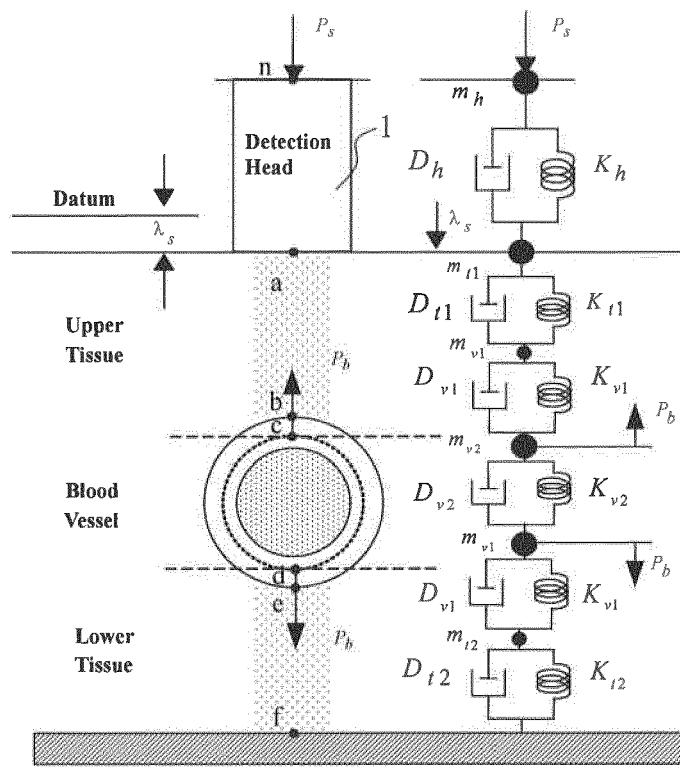 P_s
P_s
n
m_h
Detection
Head
1
D_h
K_h
Datum
λ_s
λ_s
a
m_t1
Upper
Tissue
D_t1
K_t1
m_v1
P_b
D_v1
K_v1
b
c
P_b
m_v2
Blood
Vessel
D_v2
K_v2
m_v1
d
e
P_b
D_v1
K_v1
P_b
m_t2
Lower
Tissue
D_t2
K_t2
f